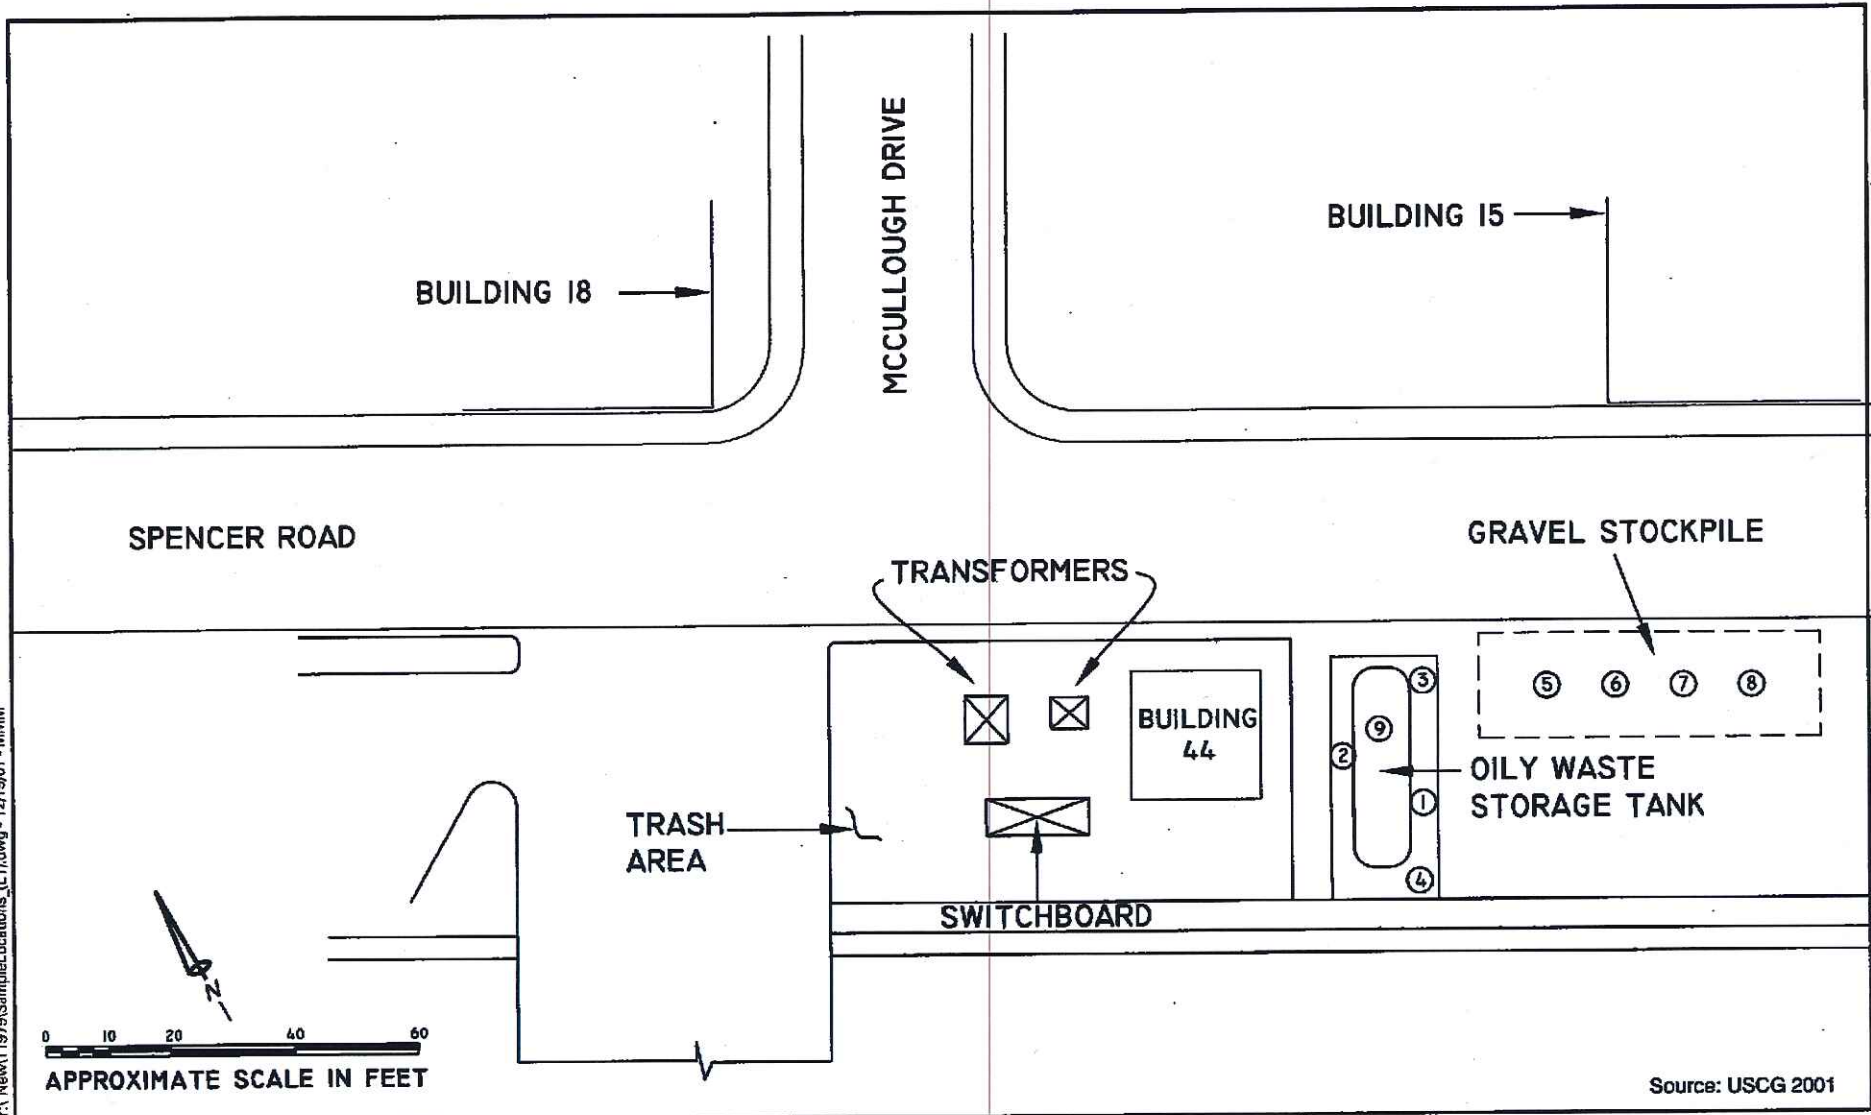 MCCULLOUGH DRIVE
BUILDING 15
BUILDING 18
SPENCER ROAD
GRAVEL STOCKPILE
TRANSFORMERS
5 6 7 8
3
BUILDING
44
9
2
1
4
OILY WASTE
STORAGE TANK
TRASH
AREA
SWITCHBOARD
N
0 10 20 40 60
APPROXIMATE SCALE IN FEET
Source: USCG 2001